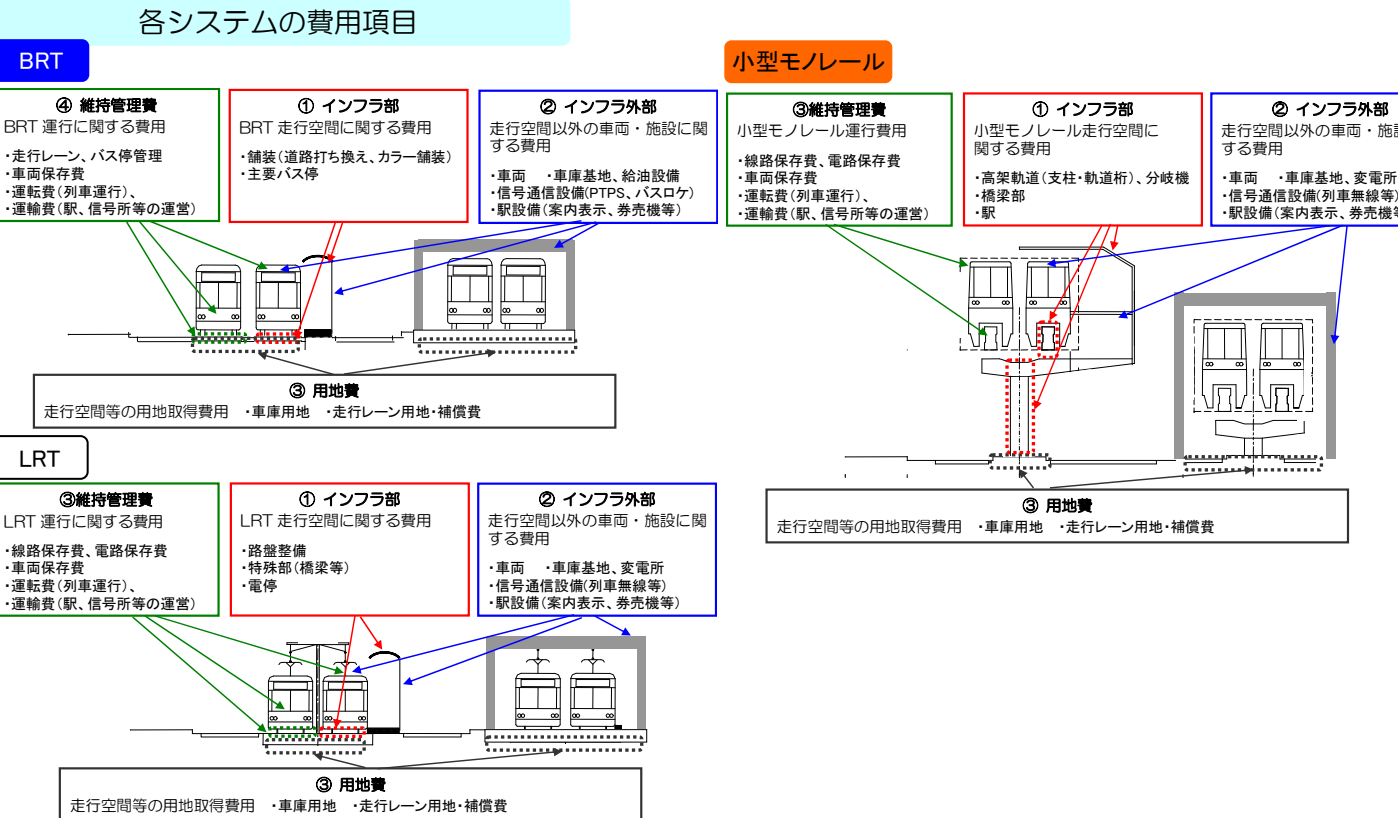 各システムの費用項目
BRT
④ 維持管理費
BRT 運行に関する費用
・走行レーン、バス停管理
・車両保存費
・運転費(列車運行)、
・運輸費(駅、信号所等の運営)
① インフラ部
BRT 走行空間に関する費用
・舗装(道路打ち換え、カラー舗装)
・主要バス停
② インフラ外部
走行空間以外の車両・施設に関
する費用
・車両 ・車庫基地、給油設備
・信号通信設備(PTPS、バスロケ)
・駅設備(案内表示、券売機等)
③ 用地費
走行空間等の用地取得費用 ・車庫用地 ・走行レーン用地・補償費
LRT
③維持管理費
LRT 運行に関する費用
・線路保存費、電路保存費
・車両保存費
・運転費(列車運行)、
・運輸費(駅、信号所等の運営)
① インフラ部
LRT 走行空間に関する費用
・路盤整備
・特殊部(橋梁等)
・電停
② インフラ外部
走行空間以外の車両・施設に関
する費用
・車両 ・車庫基地、変電所
・信号通信設備(列車無線等)
・駅設備(案内表示、券売機等)
③ 用地費
走行空間等の用地取得費用 ・車庫用地 ・走行レーン用地・補償費
小型モノレール
③維持管理費
小型モノレール運行費用
・線路保存費、電路保存費
・車両保存費
・運転費(列車運行)、
・運輸費(駅、信号所等の運営)
① インフラ部
小型モノレール走行空間に
関する費用
・高架軌道(支柱・軌道桁)、分岐機
・橋梁部
・駅
② インフラ外部
走行空間以外の車両・施
する費用
・車両 ・車庫基地、変電所
・信号通信設備(列車無線等)
・駅設備(案内表示、券売機
③ 用地費
走行空間等の用地取得費用 ・車庫用地 ・走行レーン用地・補償費